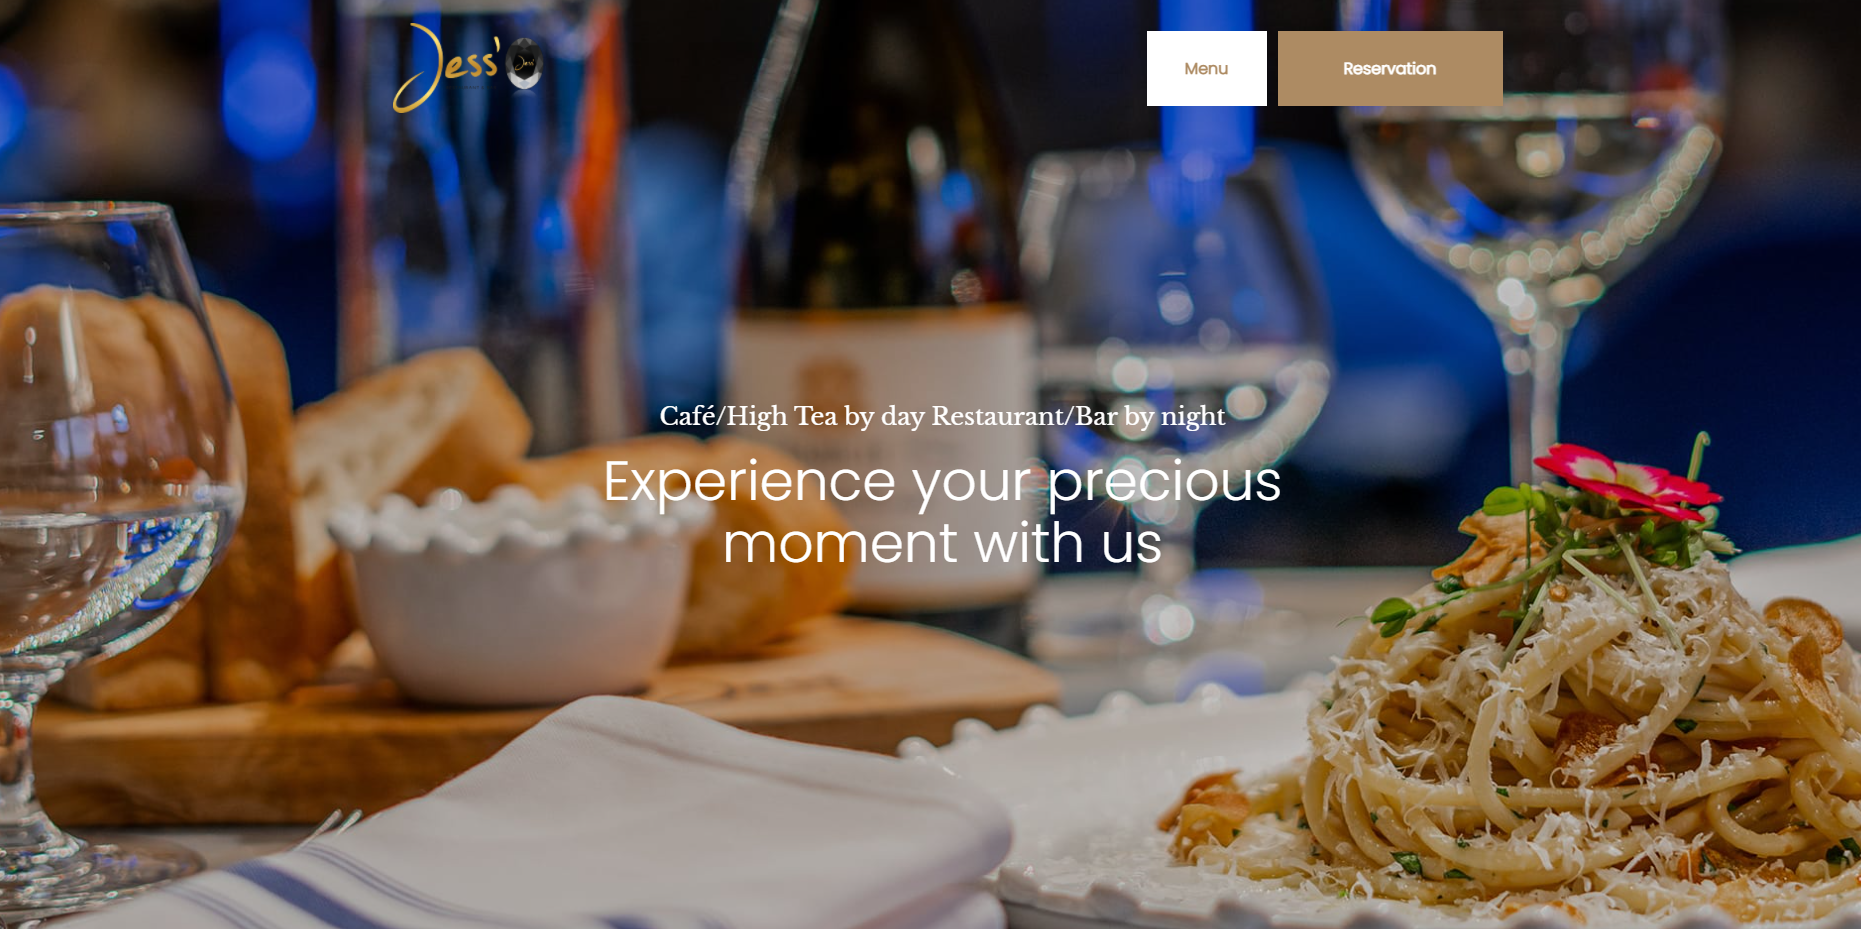 Jess'
Menu
Reservation
Café/High Tea by day Restaurant/Bar by night
Experience your precious
moment with us